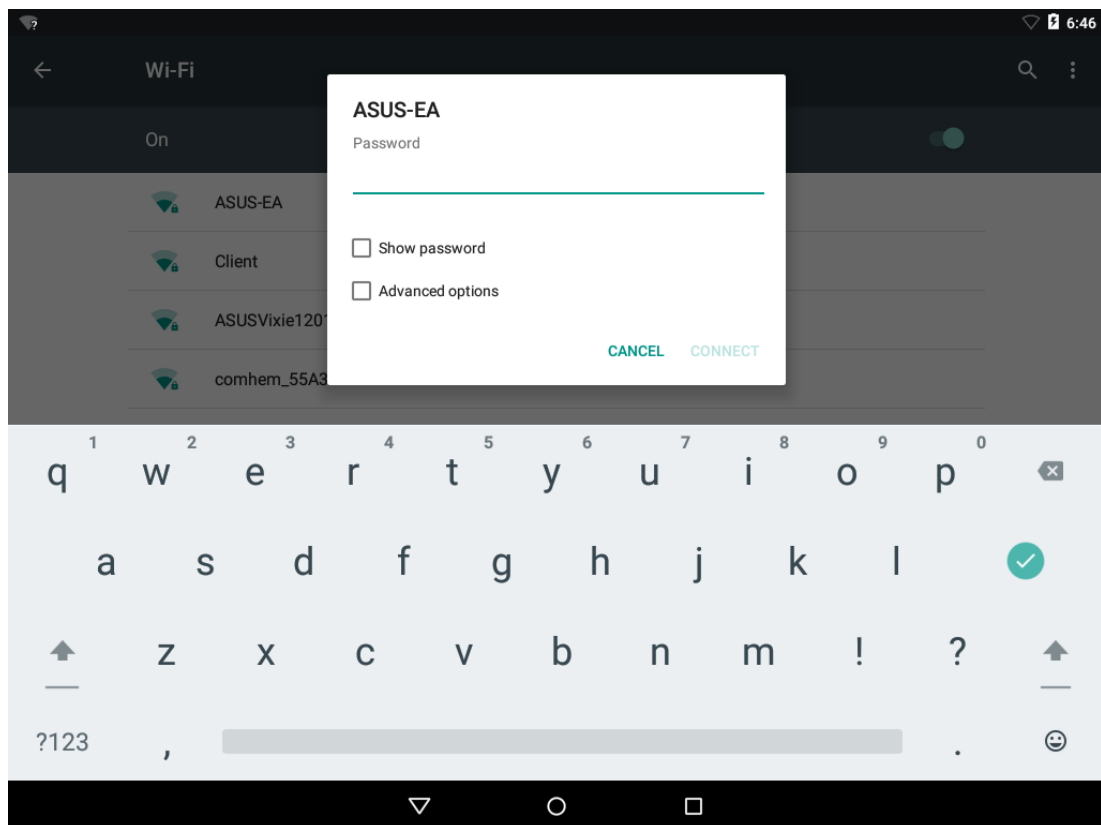 ?
6:46
Wi-Fi
On
ASUS-EA
Password
Show password
Advanced options
CANCEL CONNECT
ASUS-EA
Client
ASUSVixie1201
comhem_55A3
1 2 3 4 5 6 7 8 9 0
q w e r t y u i o p
a s d f g h j k l
z x c v b n m ! ?
?123 , .